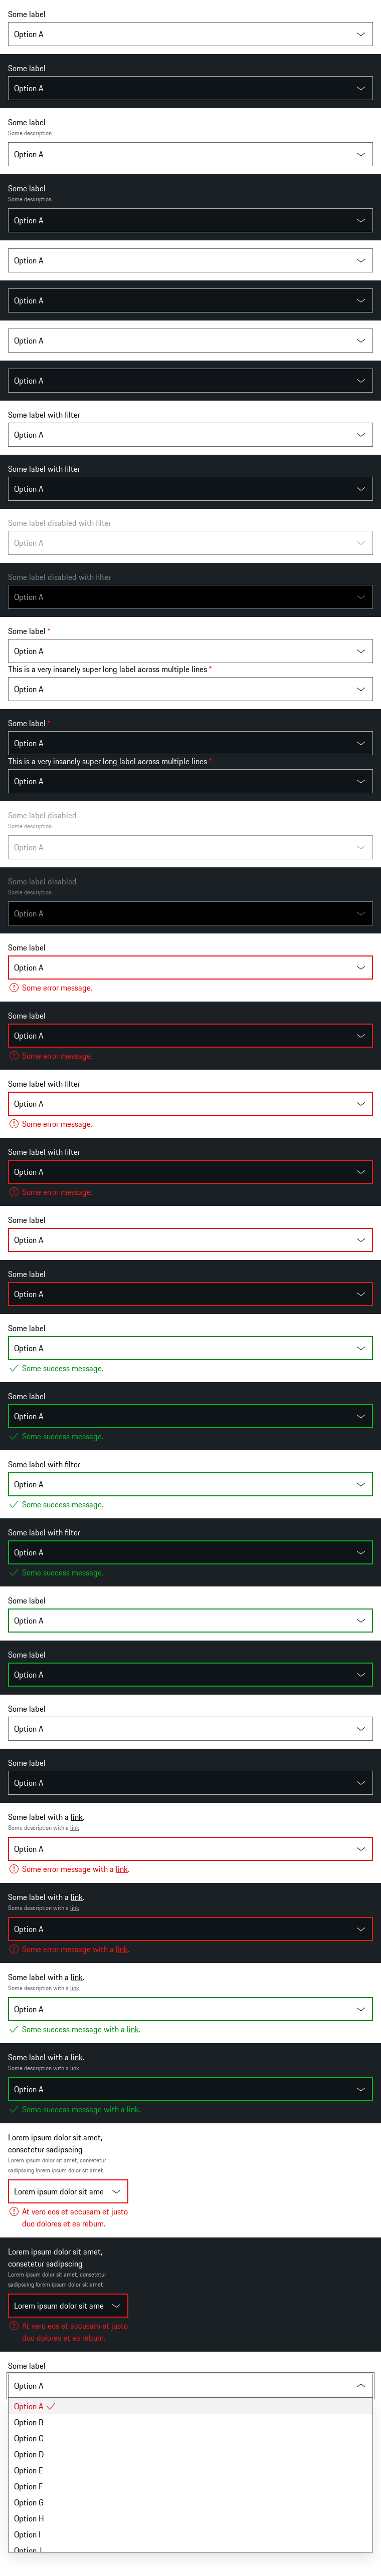 Some label
Option A
Some label
Option A
Some label
Some description
Option A
Some label
Some description
Option A
Option A
Option A
Option A
Option A
Some label with filter
Option A
Some label with filter
Option A
Some label disabled with filter
Option A
Some label disabled with filter
Option A
Some label *
Option A
This is a very insanely super long label across multiple lines *
Option A
Some label *
Option A
This is a very insanely super long label across multiple lines *
Option A
Some label disabled
Some description
Option A
Some label disabled
Some description
Option A
Some label
Option A
Some error message.
Some label
Option A
Some error message.
Some label with filter
Option A
Some error message.
Some label with filter
Option A
Some error message.
Some label
Option A
Some label
Option A
Some label
Option A
Some success message.
Some label
Option A
Some success message.
Some label with filter
Option A
Some success message.
Some label with filter
Option A
Some success message.
Some label
Option A
Some label
Option A
Some label
Option A
Some label
Option A
Some label with a link.
Some description with a link.
Option A
Some error message with a link.
Some label with a link.
Some description with a link.
Option A
Some error message with a link.
Some label with a link.
Some description with a link.
Option A
Some success message with a link.
Some label with a link.
Some description with a link.
Option A
Some success message with a link.
Lorem ipsum dolor sit amet,
consetetur sadipscing
Lorem ipsum dolor sit amet, consetetur
sadipscing lorem ipsum dolor sit amet
Lorem ipsum dolor sit ame
At vero eos et accusam et justo
duo dolores et ea rebum.
Lorem ipsum dolor sit amet,
consetetur sadipscing
Lorem ipsum dolor sit amet, consetetur
sadipscing lorem ipsum dolor sit amet
Lorem ipsum dolor sit ame
At vero eos et accusam et justo
duo dolores et ea rebum.
Some label
Option A
Option A
Option B
Option C
Option D
Option E
Option F
Option G
Option H
Option I
Option J